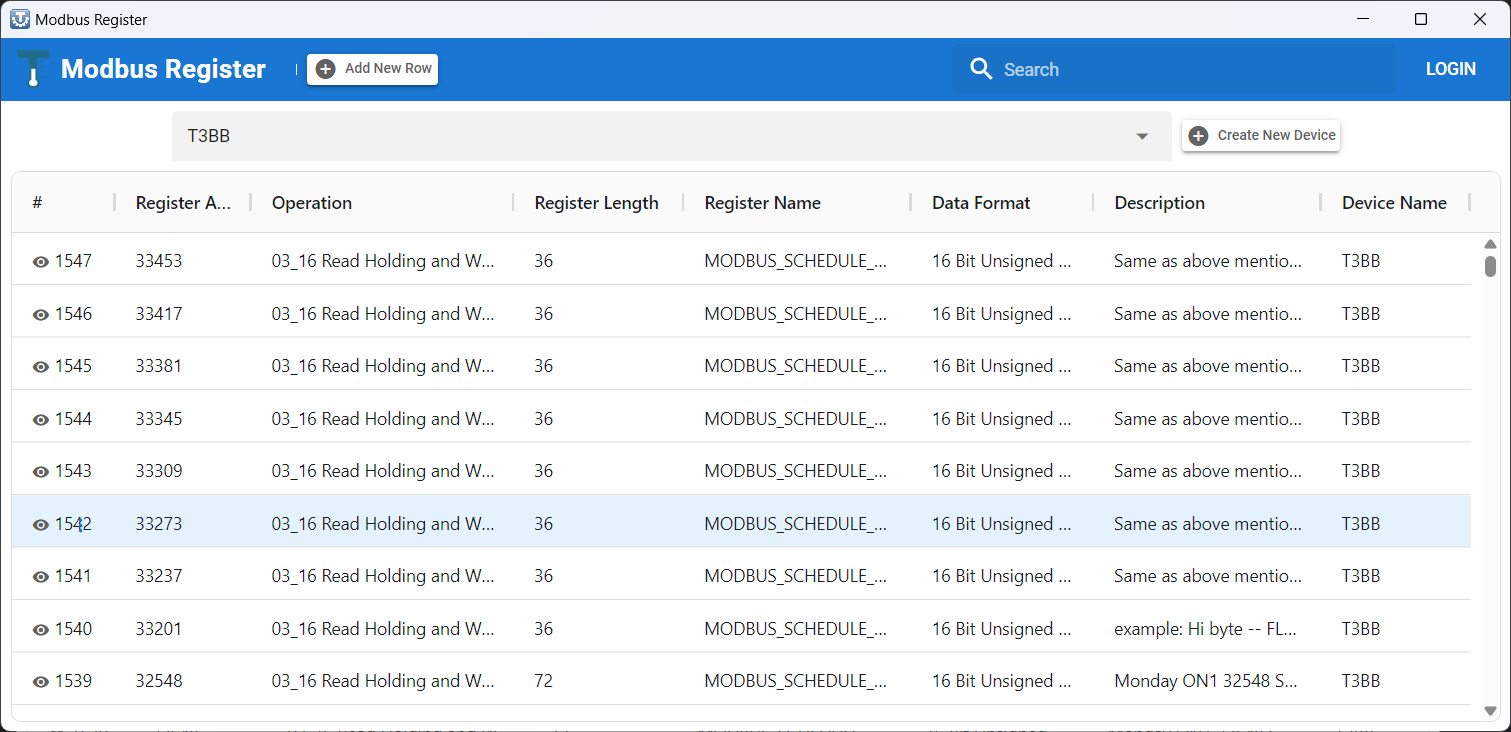 Modbus Register
Modbus Register Add New Row Search LOGIN
T3BB Create New Device
# Register A... Operation Register Length Register Name Data Format Description Device Name
1547 33453 03_16 Read Holding and W... 36 MODBUS_SCHEDULE_... 16 Bit Unsigned ... Same as above mentio... T3BB
1546 33417 03_16 Read Holding and W... 36 MODBUS_SCHEDULE_... 16 Bit Unsigned ... Same as above mentio... T3BB
1545 33381 03_16 Read Holding and W... 36 MODBUS_SCHEDULE_... 16 Bit Unsigned ... Same as above mentio... T3BB
1544 33345 03_16 Read Holding and W... 36 MODBUS_SCHEDULE_... 16 Bit Unsigned ... Same as above mentio... T3BB
1543 33309 03_16 Read Holding and W... 36 MODBUS_SCHEDULE_... 16 Bit Unsigned ... Same as above mentio... T3BB
1542 33273 03_16 Read Holding and W... 36 MODBUS_SCHEDULE_... 16 Bit Unsigned ... Same as above mentio... T3BB
1541 33237 03_16 Read Holding and W... 36 MODBUS_SCHEDULE_... 16 Bit Unsigned ... Same as above mentio... T3BB
1540 33201 03_16 Read Holding and W... 36 MODBUS_SCHEDULE_... 16 Bit Unsigned ... example: Hi byte -- FL... T3BB
1539 32548 03_16 Read Holding and W... 72 MODBUS_SCHEDULE_... 16 Bit Unsigned ... Monday ON1 32548 S... T3BB